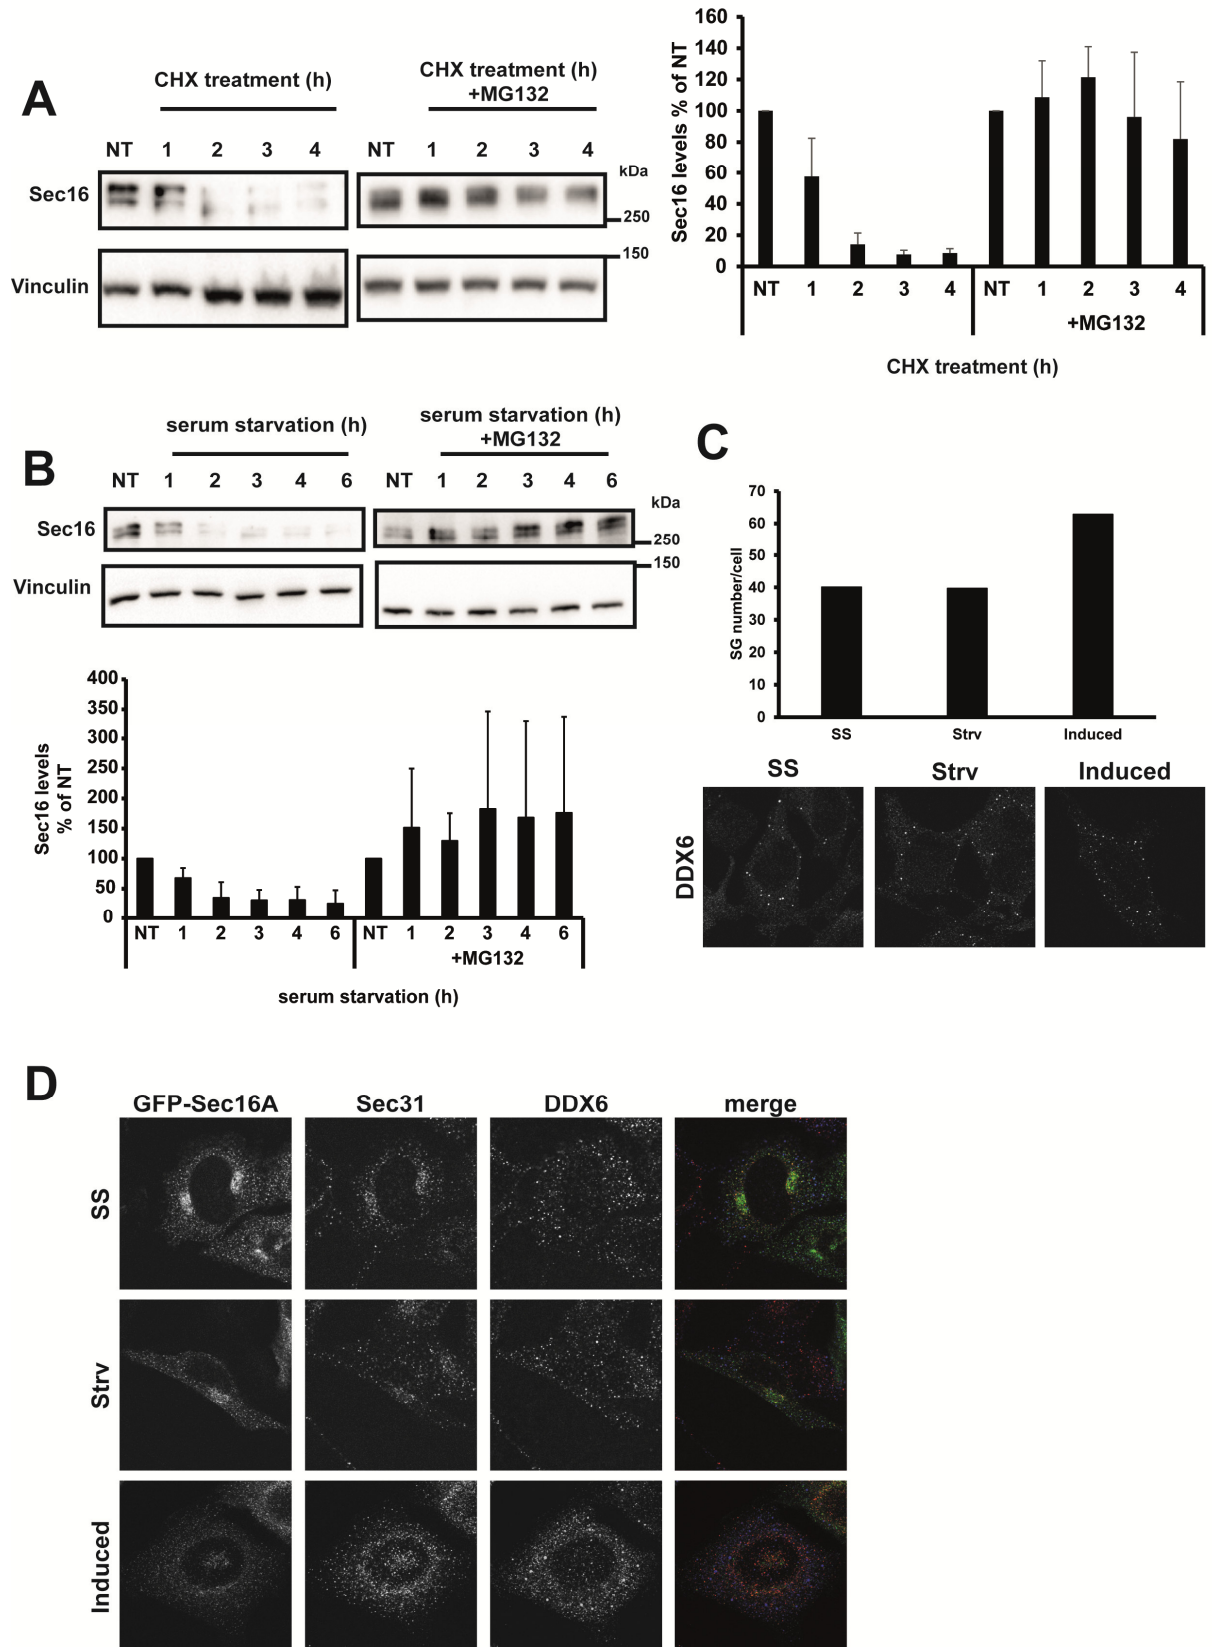 A
CHX treatment (h)
CHX treatment (h)
+MG132
NT 1 2 3 4
NT 1 2 3 4
kDa
Sec16
250
150
Vinculin
160
140
120
100
80
60
40
20
0
Sec16 levels % of NT
NT 1 2 3 4 NT 1 2 3 4
+MG132
CHX treatment (h)
B
serum starvation (h)
serum starvation (h)
+MG132
NT 1 2 3 4 6
NT 1 2 3 4 6
kDa
Sec16
250
150
Vinculin
400
350
300
250
200
150
100
50
0
Sec16 levels
% of NT
NT 1 2 3 4 6 NT 1 2 3 4 6
+MG132
serum starvation (h)
C
70
60
50
40
30
20
10
0
SG number/cell
SS Strv Induced
SS Strv Induced
DDX6
D
GFP-Sec16A Sec31 DDX6 merge
SS
Strv
Induced